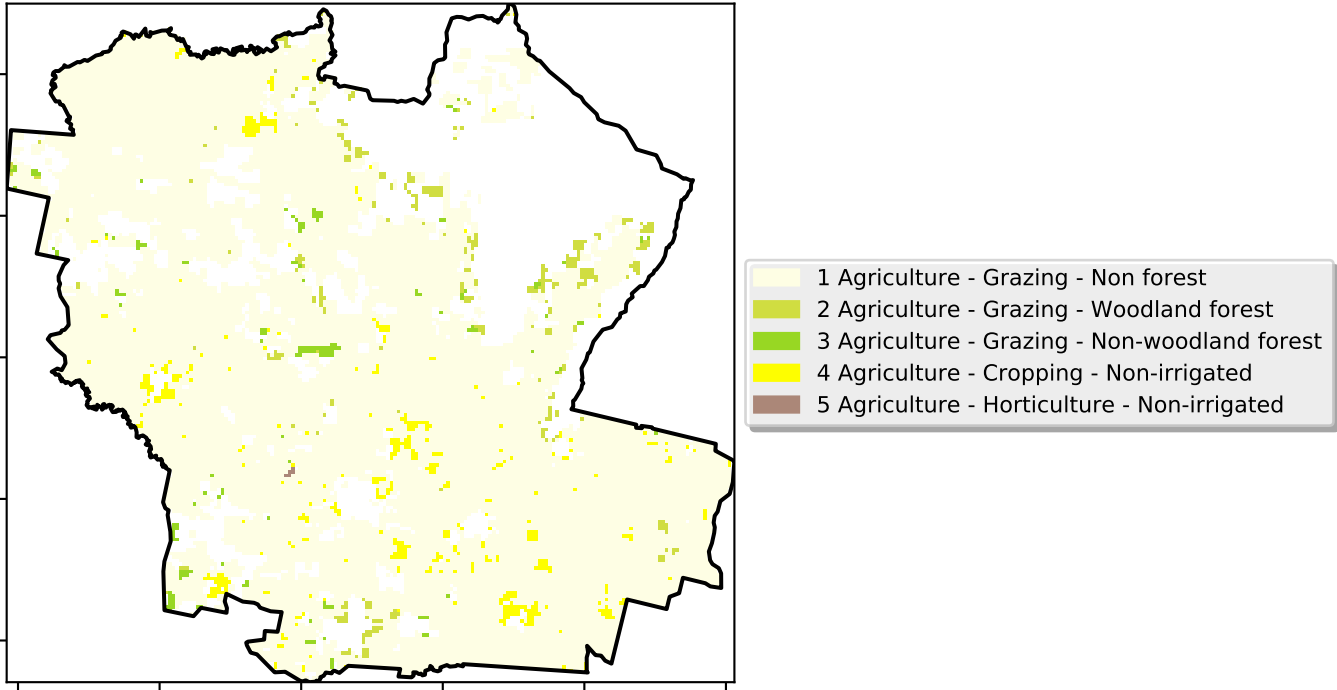 1 Agriculture - Grazing - Non forest
2 Agriculture - Grazing - Woodland forest
3 Agriculture - Grazing - Non-woodland forest
4 Agriculture - Cropping - Non-irrigated
5 Agriculture - Horticulture - Non-irrigated